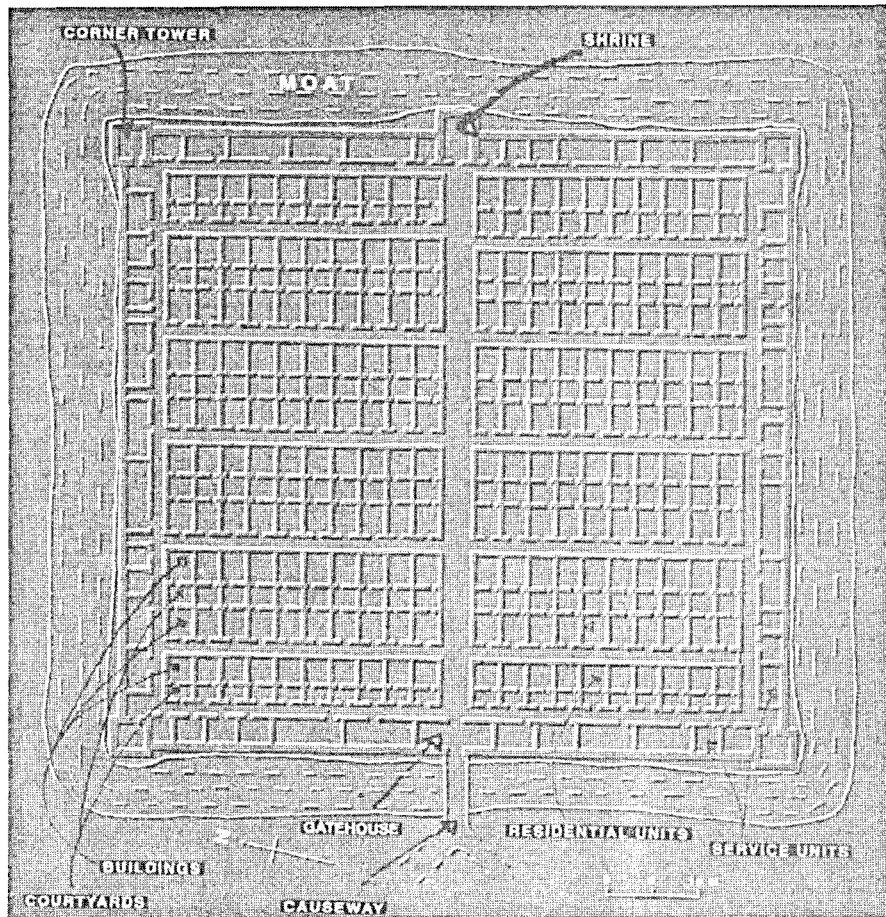 CORNER TOWER
SHRINE
MOAT
GATEHOUSE
RESIDENTIAL UNITS
SERVICE UNITS
BUILDINGS
COURTYARDS
CAUSEWAY